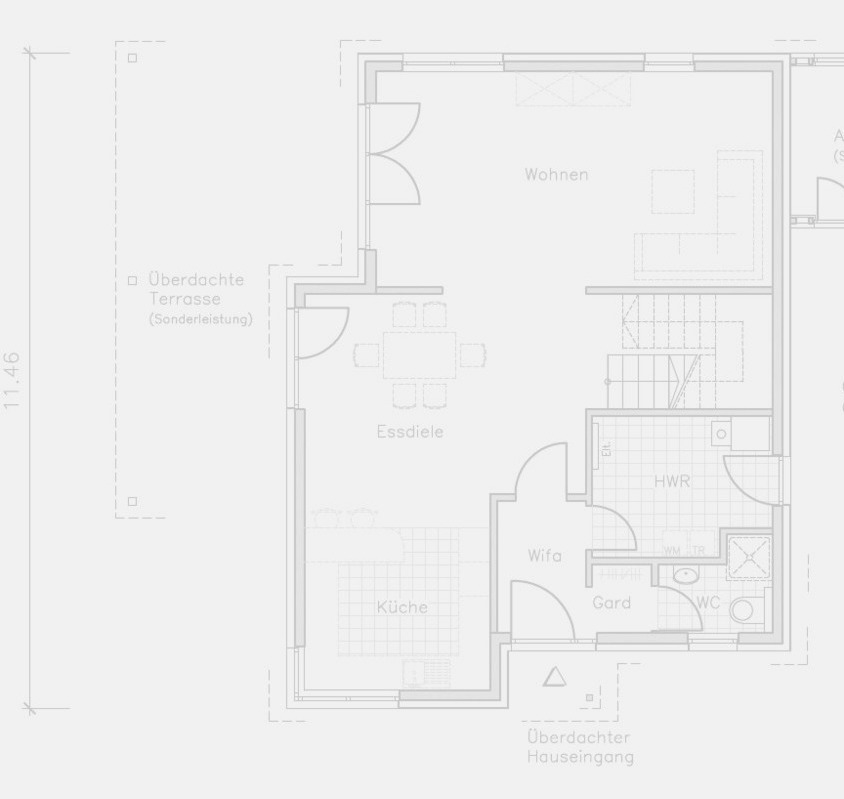 Wohnen
Überdachte
Terrasse
(Sonderleistung)
11.46
Essdiele
Elt.
HWR
Wifa
WM
TR
Küche
Gard
WC
Überdachter
Hauseingang